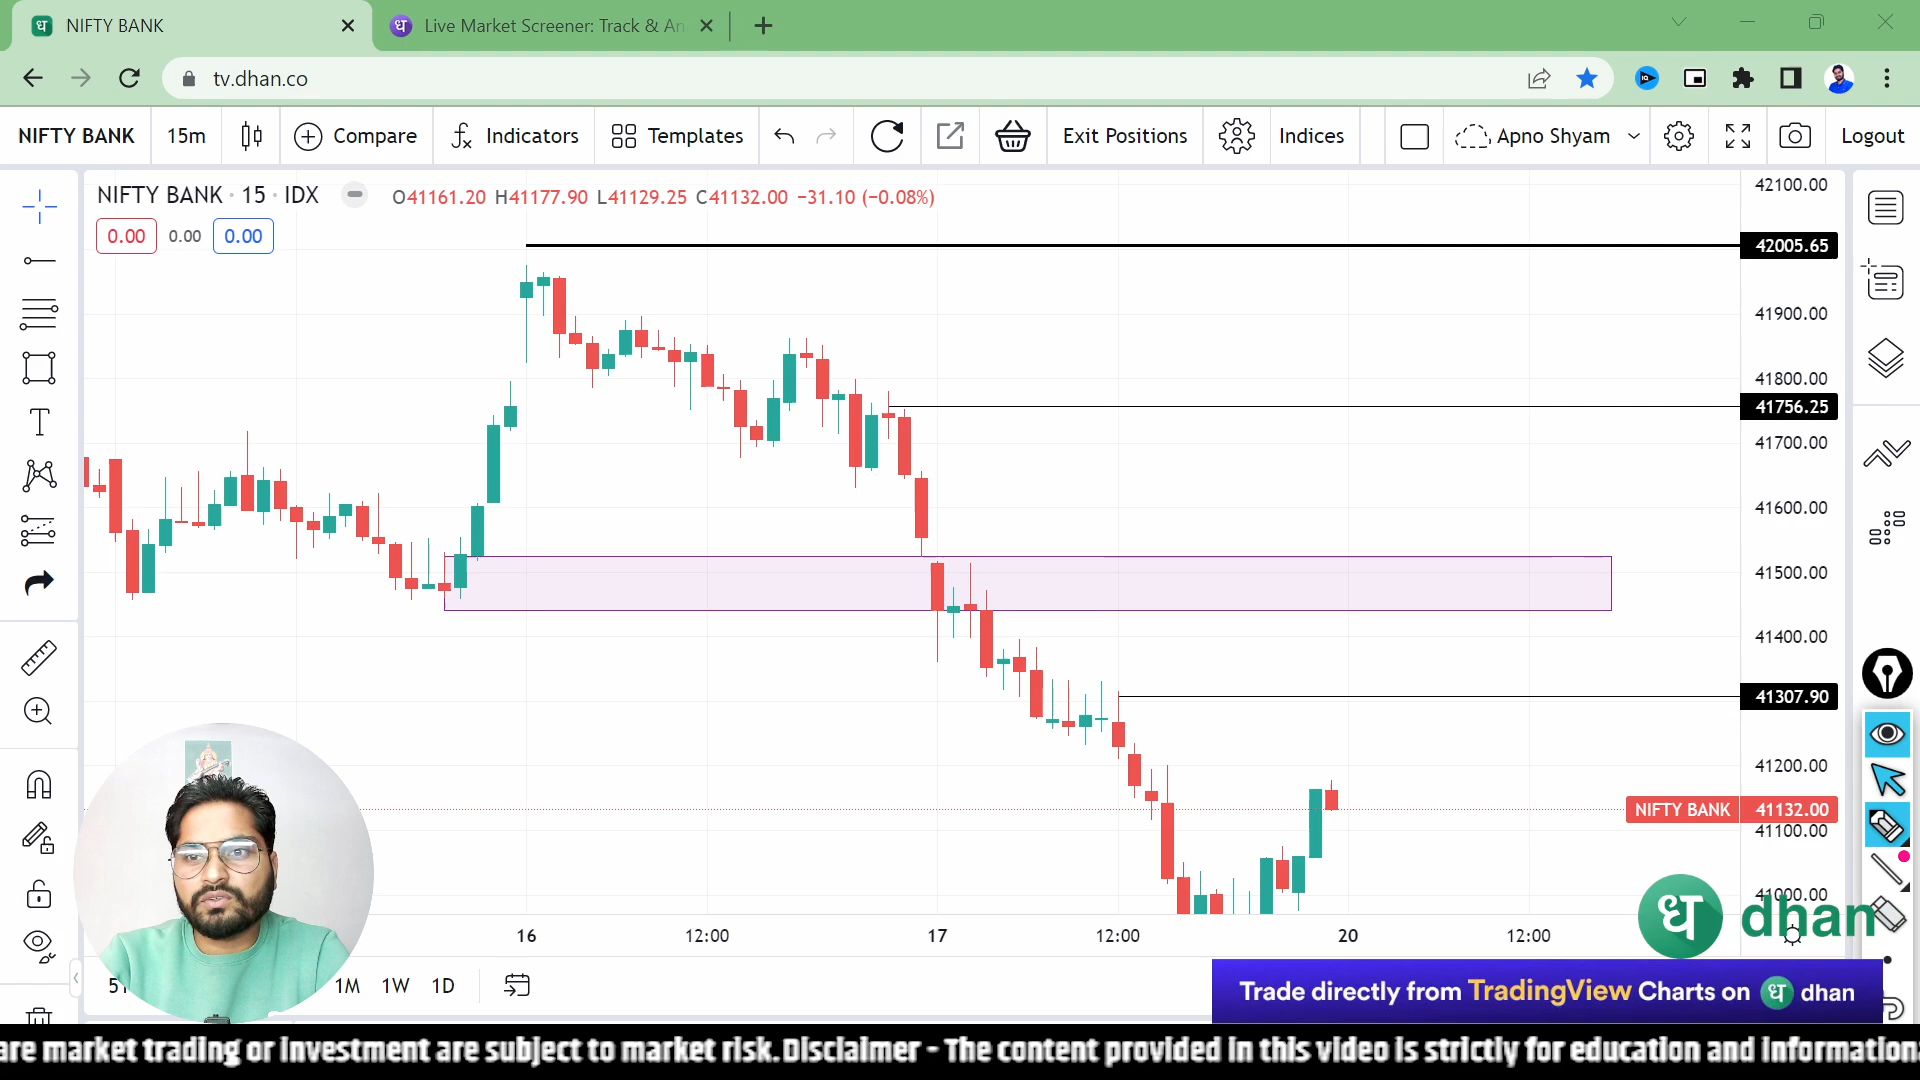 NIFTY BANK
Live Market Screener: Track & An
tv.dhan.co
NIFTY BANK 15m Compare Indicators Templates Exit Positions Indices Apno Shyam Logout
NIFTY BANK · 15 · IDX O41161.20 H41177.90 L41129.25 C41132.00 −31.10 (−0.08%)
0.00 0.00 0.00
42100.00
42005.65
41900.00
41800.00
41756.25
41700.00
41600.00
41500.00
41400.00
41307.90
41200.00
NIFTY BANK 41132.00
41100.00
41000.00
16 12:00 17 12:00 20 12:00
ध dhan
1M 1W 1D
Trade directly from TradingView Charts on ध dhan
are market trading or investment are subject to market risk. Disclaimer - The content provided in this video is strictly for education and information